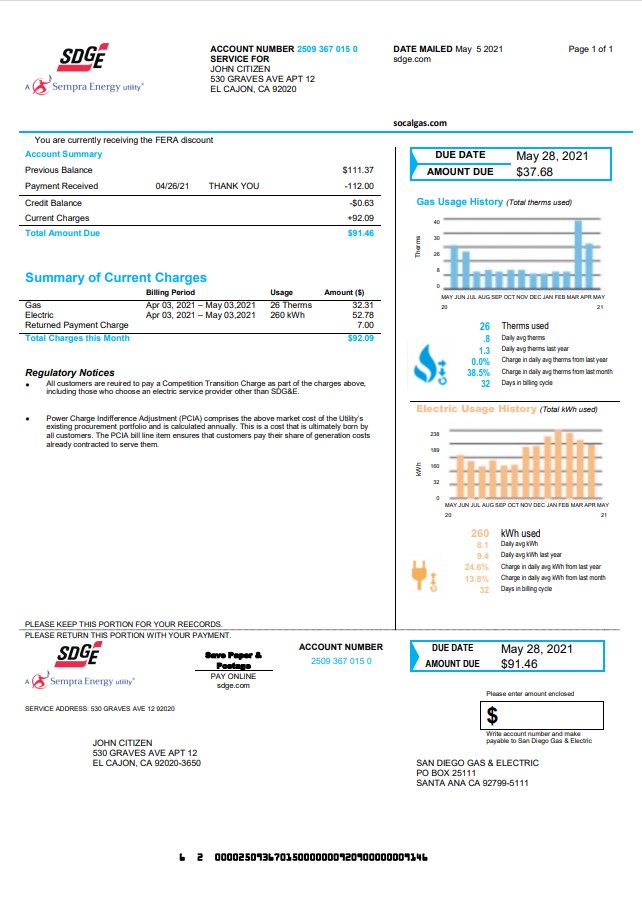 SDGE
A Sempra Energy utility®
ACCOUNT NUMBER 2509 367 015 0
SERVICE FOR
JOHN CITIZEN
530 GRAVES AVE APT 12
EL CAJON, CA 92020
DATE MAILED May 5 2021
sdge.com
Page 1 of 1
socalgas.com
You are currently receiving the FERA discount
Account Summary
Previous Balance $111.37
Payment Received 04/26/21 THANK YOU -112.00
Credit Balance -$0.63
Current Charges +92.09
Total Amount Due $91.46
DUE DATE May 28, 2021
AMOUNT DUE $37.68
Summary of Current Charges
Billing Period Usage Amount ($)
Gas Apr 03, 2021 – May 03,2021 26 Therms 32.31
Electric Apr 03, 2021 – May 03,2021 260 kWh 52.78
Returned Payment Charge 7.00
Total Charges this Month $92.09
Regulatory Notices
• All customers are reuired to pay a Competition Transition Charge as part of the charges above,
including those who choose an electric service provider other than SDG&E.
• Power Charge Indifference Adjustment (PCIA) comprises the above market cost of the Utility's
existing procurement portfolio and is calculated annually. This is a cost that is ultimately born by
all customers. The PCIA bill line item ensures that customers pay their share of generation costs
already contracted to serve them.
Gas Usage History (Total therms used)
Therms
40
30
26
8
0
MAY JUN JUL AUG SEP OCT NOV DEC JAN FEB MAR APR MAY
20 21
26 Therms used
.8 Daily avg therms
1.3 Daily avg therms last year
0.0% Charge in daily avg therms from last year
38.5% Charge in daily avg therms from last month
32 Days in billing cycle
Electric Usage History (Total kWh used)
kWh
238
189
160
32
0
MAY JUN JUL AUG SEP OCT NOV DEC JAN FEB MAR APR MAY
20 21
260 kWh used
8.1 Daily avg kWh
9.4 Daily avg kWh last year
24.6% Charge in daily avg kWh from last year
13.8% Charge in daily avg kWh from last month
32 Days in billing cycle
PLEASE KEEP THIS PORTION FOR YOUR REECORDS.
PLEASE RETURN THIS PORTION WITH YOUR PAYMENT.
SDGE
A Sempra Energy utility®
Save Paper &
Postage
PAY ONLINE
sdge.com
ACCOUNT NUMBER
2509 367 015 0
DUE DATE May 28, 2021
AMOUNT DUE $91.46
SERVICE ADDRESS: 530 GRAVES AVE 12 92020
Please enter amount enclosed
$
Write account number and make
payable to San Diego Gas & Electric
JOHN CITIZEN
530 GRAVES AVE APT 12
EL CAJON, CA 92020-3650
SAN DIEGO GAS & ELECTRIC
PO BOX 25111
SANTA ANA CA 92799-5111